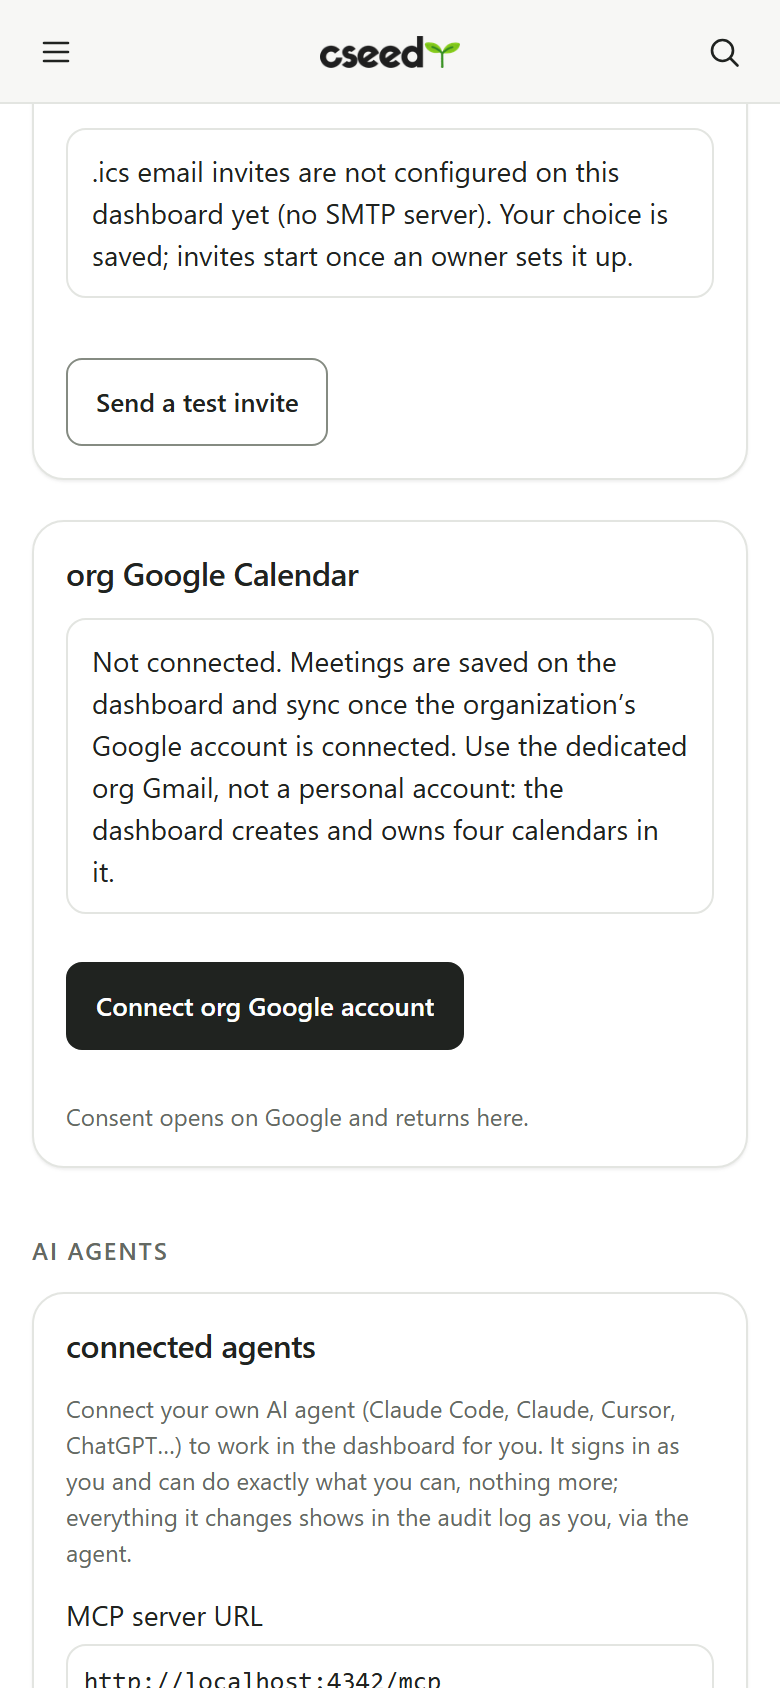 cseed
.ics email invites are not configured on this
dashboard yet (no SMTP server). Your choice is
saved; invites start once an owner sets it up.
Send a test invite
org Google Calendar
Not connected. Meetings are saved on the
dashboard and sync once the organization’s
Google account is connected. Use the dedicated
org Gmail, not a personal account: the
dashboard creates and owns four calendars in
it.
Connect org Google account
Consent opens on Google and returns here.
AI AGENTS
connected agents
Connect your own AI agent (Claude Code, Claude, Cursor,
ChatGPT…) to work in the dashboard for you. It signs in as
you and can do exactly what you can, nothing more;
everything it changes shows in the audit log as you, via the
agent.
MCP server URL
http://localhost:4342/mcp